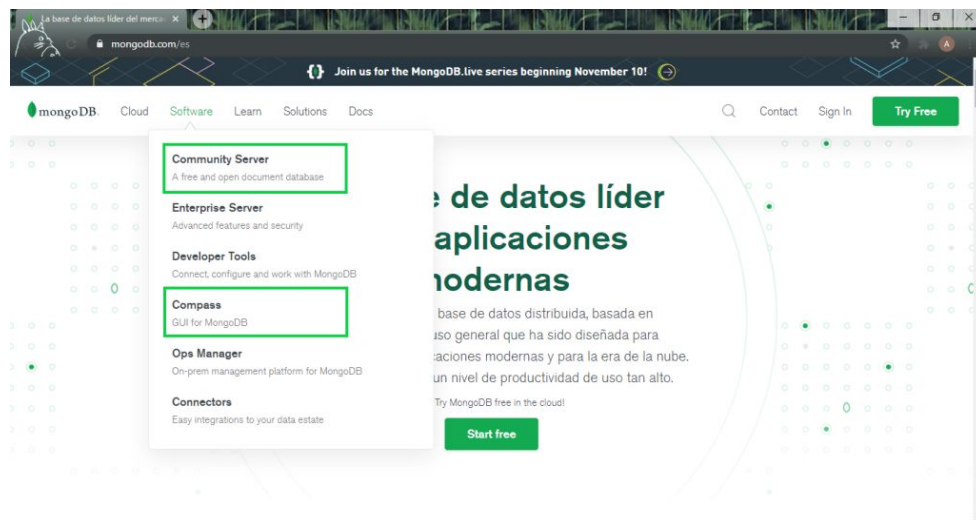 La base de datos líder del merca
mongodb.com/es
A
Join us for the MongoDB.live series beginning November 10!
mongoDB.
Cloud
Software
Learn
Solutions
Docs
Contact
Sign In
Try Free
Community Server
A free and open document database
Enterprise Server
Advanced features and security
Developer Tools
Connect, configure and work with MongoDB
Compass
GUI for MongoDB
Ops Manager
On-prem management platform for MongoDB
Connectors
Easy integrations to your data estate
de datos líder
aplicaciones
modernas
base de datos distribuida, basada en
uso general que ha sido diseñada para
modernas y para la era de la nube.
un nivel de productividad de uso tan alto.
Try MongoDB free in the cloud!
Start free